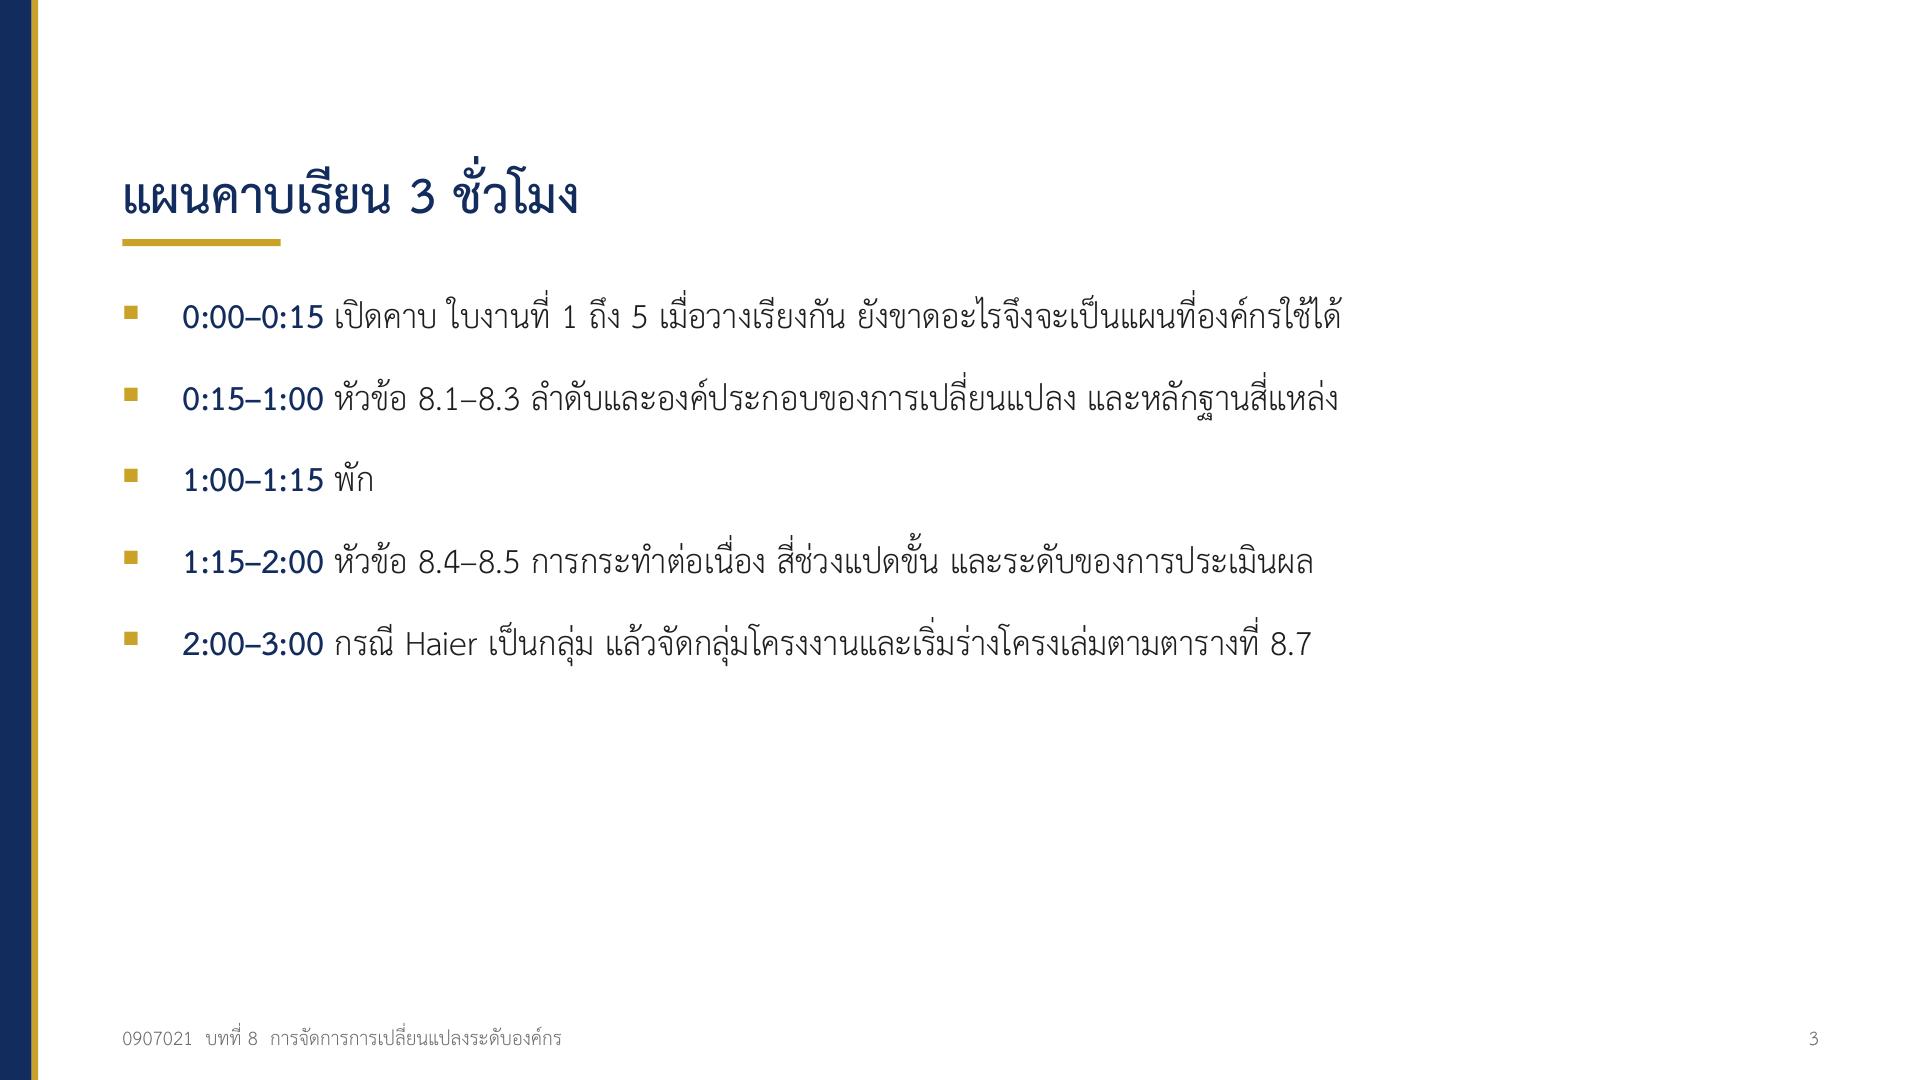 แผนคาบเรียน 3 ชั่วโมง
0:00–0:15 เปิดคาบ ใบงานที่ 1 ถึง 5 เมื่อวางเรียงกัน ยังขาดอะไรจึงจะเป็นแผนที่องค์กรใช้ได้
0:15–1:00 หัวข้อ 8.1–8.3 ลำดับและองค์ประกอบของการเปลี่ยนแปลง และหลักฐานสี่แหล่ง
1:00–1:15 พัก
1:15–2:00 หัวข้อ 8.4–8.5 การกระทำต่อเนื่อง สี่ช่วงแปดขั้น และระดับของการประเมินผล
2:00–3:00 กรณี Haier เป็นกลุ่ม แล้วจัดกลุ่มโครงงานและเริ่มร่างโครงเล่มตามตารางที่ 8.7
0907021 บทที่ 8 การจัดการการเปลี่ยนแปลงระดับองค์กร
3